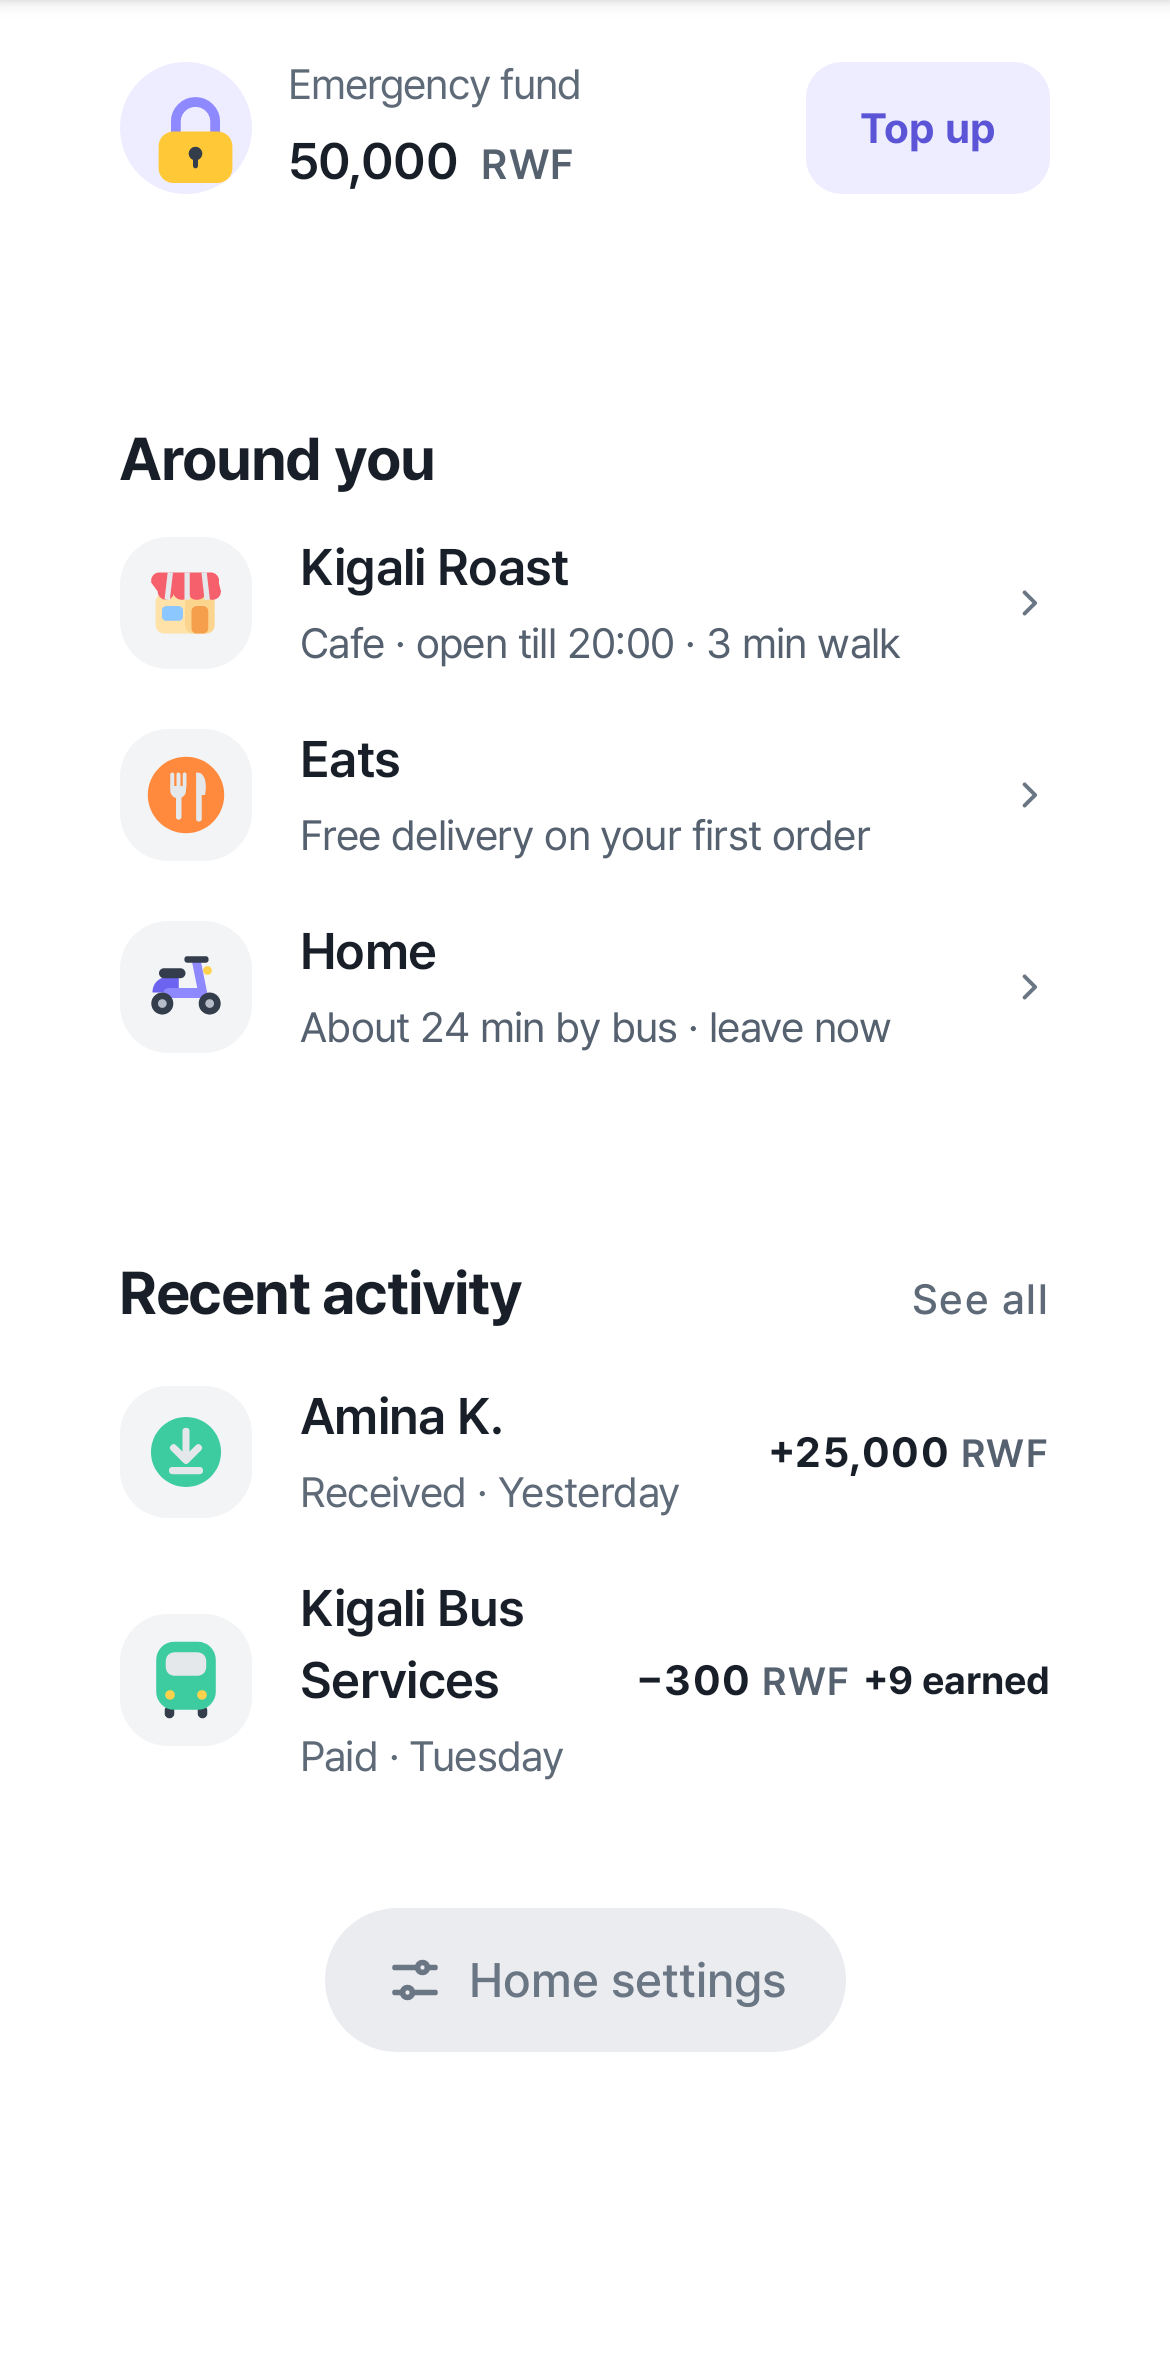 Emergency fund
50,000 RWF
Top up
Around you
Kigali Roast
Cafe · open till 20:00 · 3 min walk
Eats
Free delivery on your first order
Home
About 24 min by bus · leave now
Recent activity
See all
Amina K.
Received · Yesterday
+25,000 RWF
Kigali Bus
Services
Paid · Tuesday
−300 RWF +9 earned
Home settings